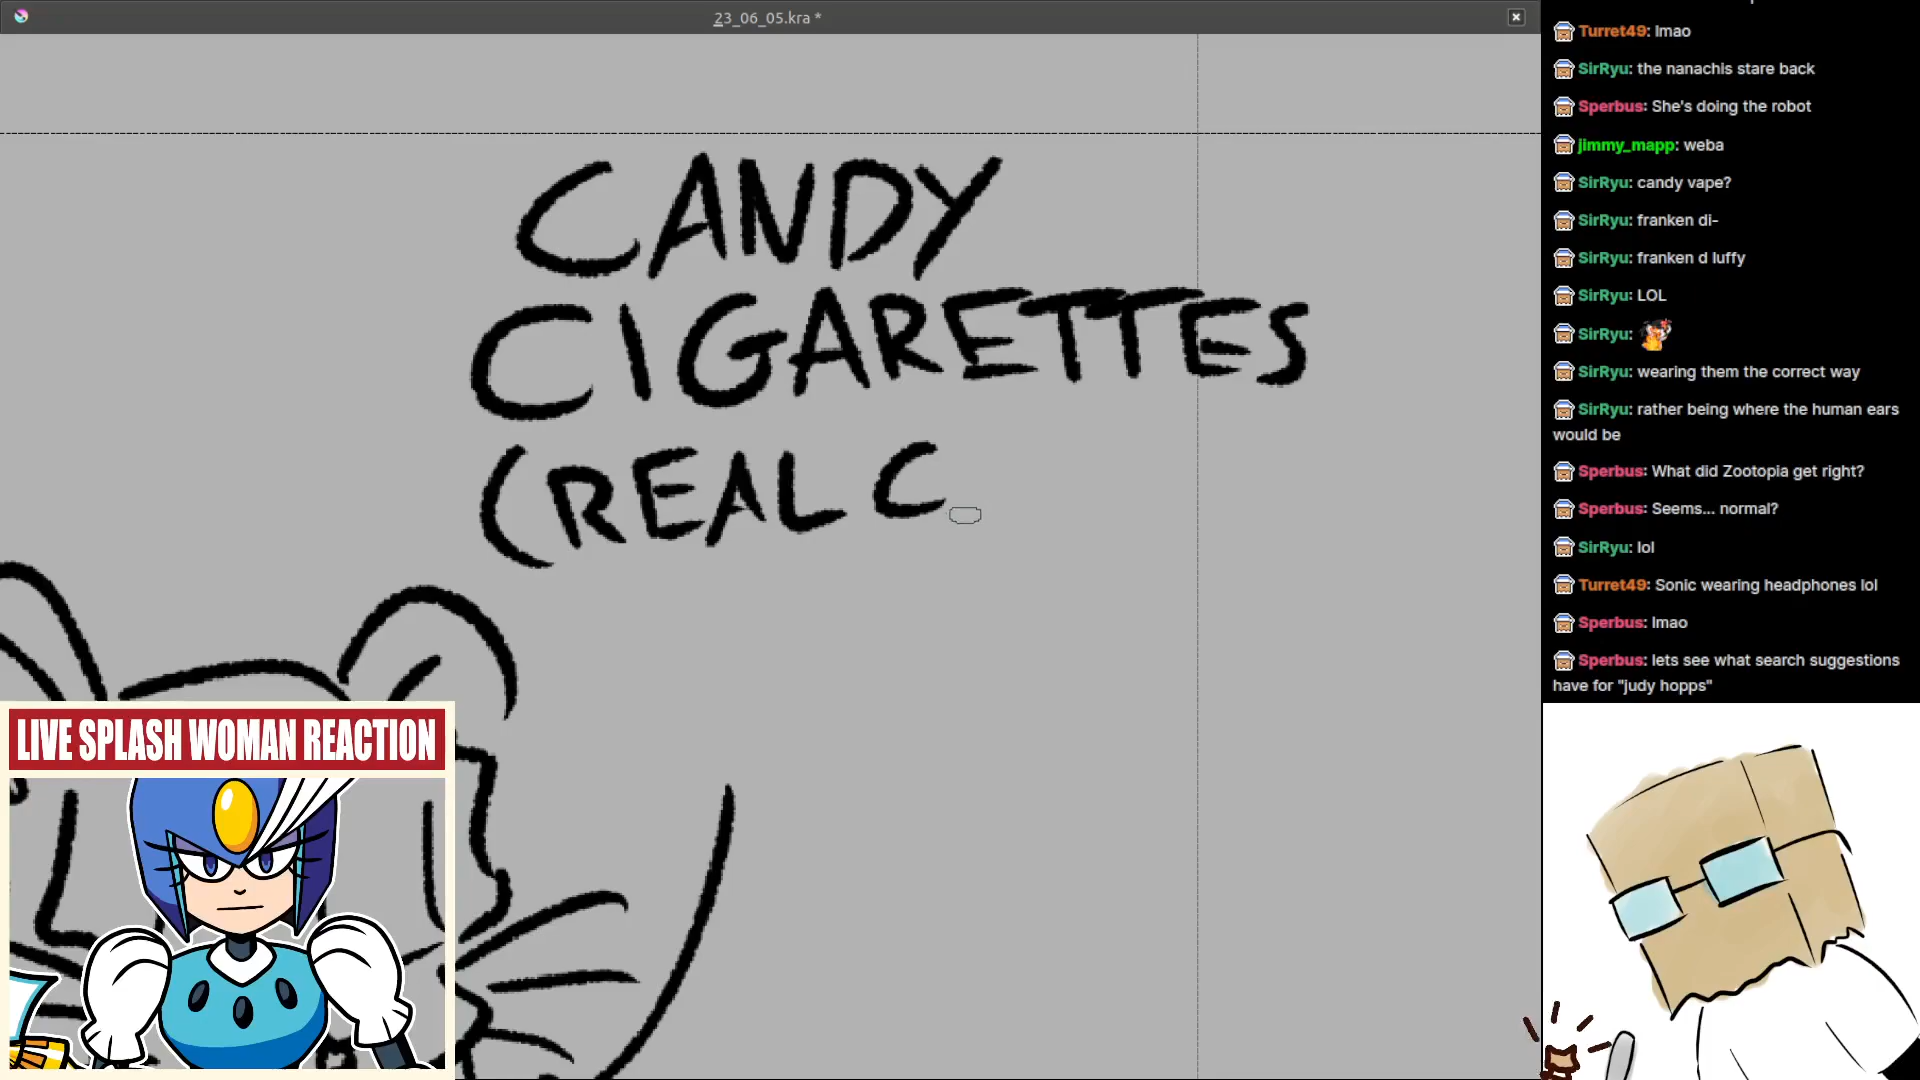 23_06_05.kra *
CANDY
CIGARETTES
(REAL C
LIVE SPLASH WOMAN REACTION
Turret49: lmao
SirRyu: the nanachis stare back
Sperbus: She's doing the robot
jimmy_mapp: weba
SirRyu: candy vape?
SirRyu: franken di-
SirRyu: franken d luffy
SirRyu: LOL
SirRyu:
SirRyu: wearing them the correct way
SirRyu: rather being where the human ears
would be
Sperbus: What did Zootopia get right?
Sperbus: Seems... normal?
SirRyu: lol
Turret49: Sonic wearing headphones lol
Sperbus: lmao
Sperbus: lets see what search suggestions
have for "judy hopps"